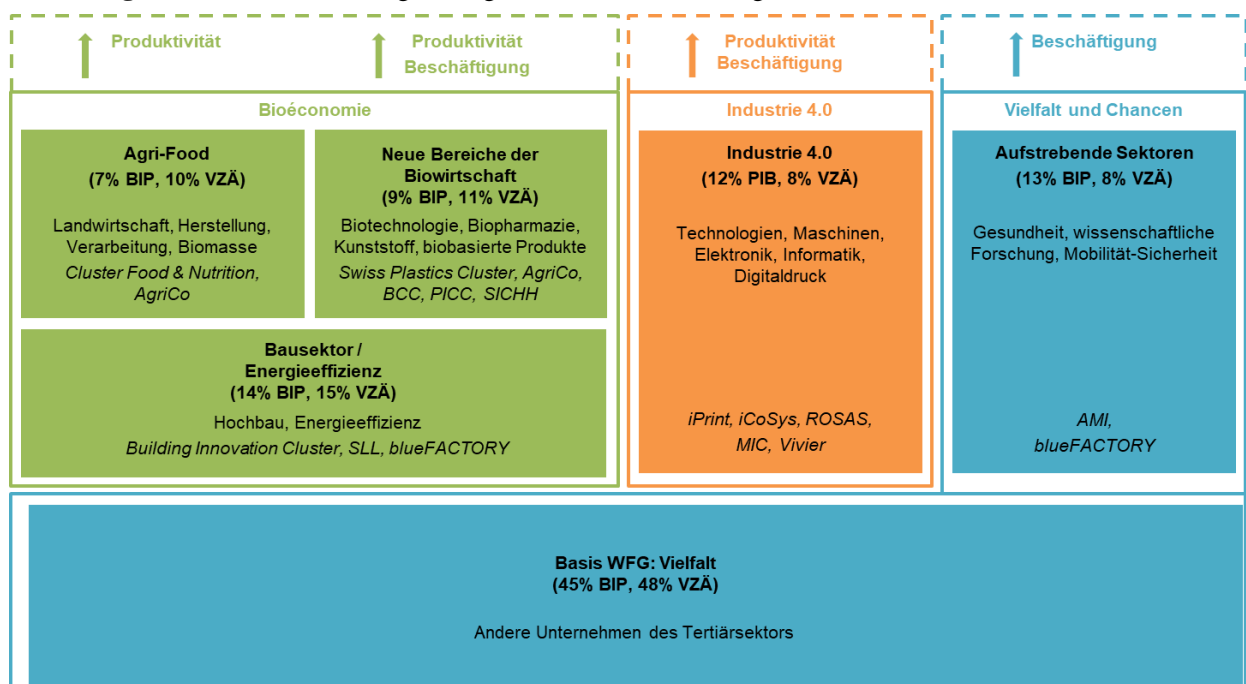 Produktivität
Produktivität
Beschäftigung
Produktivität
Beschäftigung
Beschäftigung
Bioéconomie
Industrie 4.0
Vielfalt und Chancen
Agri-Food
(7% BIP, 10% VZÄ)
Landwirtschaft, Herstellung,
Verarbeitung, Biomasse
Cluster Food & Nutrition,
AgriCo
Neue Bereiche der
Biowirtschaft
(9% BIP, 11% VZÄ)
Biotechnologie, Biopharmazie,
Kunststoff, biobasierte Produkte
Swiss Plastics Cluster, AgriCo,
BCC, PICC, SICHH
Bausektor /
Energieeffizienz
(14% BIP, 15% VZÄ)
Hochbau, Energieeffizienz
Building Innovation Cluster, SLL, blueFACTORY
Industrie 4.0
(12% PIB, 8% VZÄ)
Technologien, Maschinen,
Elektronik, Informatik,
Digitaldruck
iPrint, iCoSys, ROSAS,
MIC, Vivier
Aufstrebende Sektoren
(13% BIP, 8% VZÄ)
Gesundheit, wissenschaftliche
Forschung, Mobilität-Sicherheit
AMI,
blueFACTORY
Basis WFG: Vielfalt
(45% BIP, 48% VZÄ)
Andere Unternehmen des Tertiärsektors